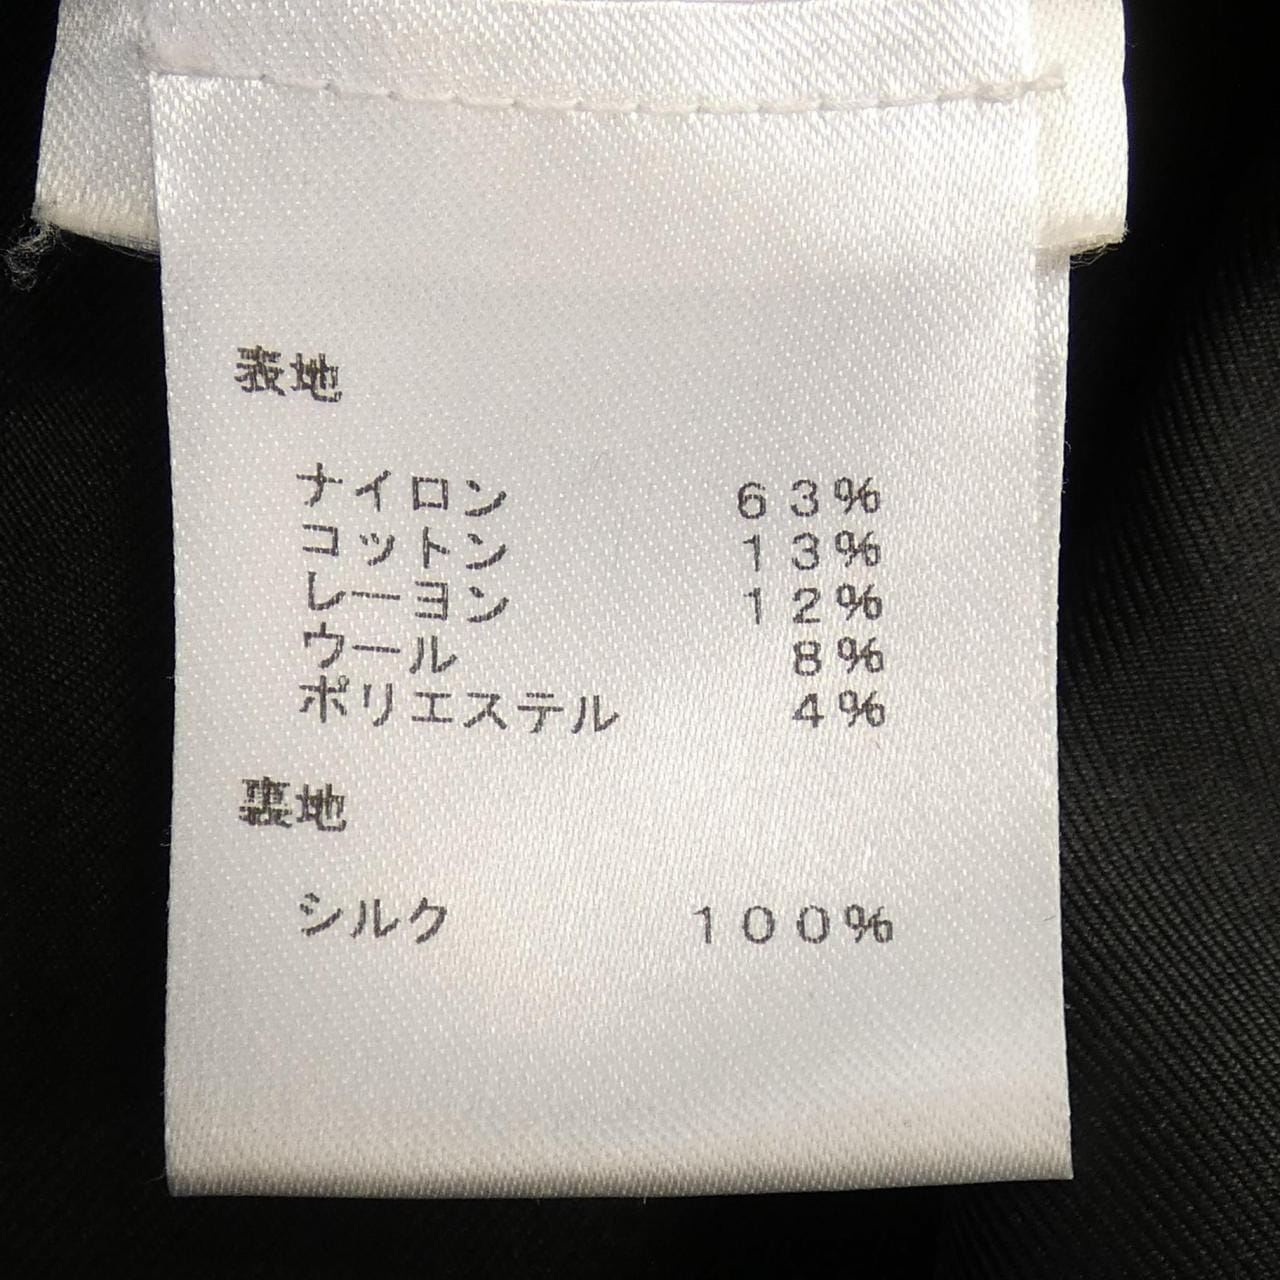 表地
ナイロン 63%
コットン 13%
レーヨン 12%
ウール 8%
ポリエステル 4%
裏地
シルク 100%